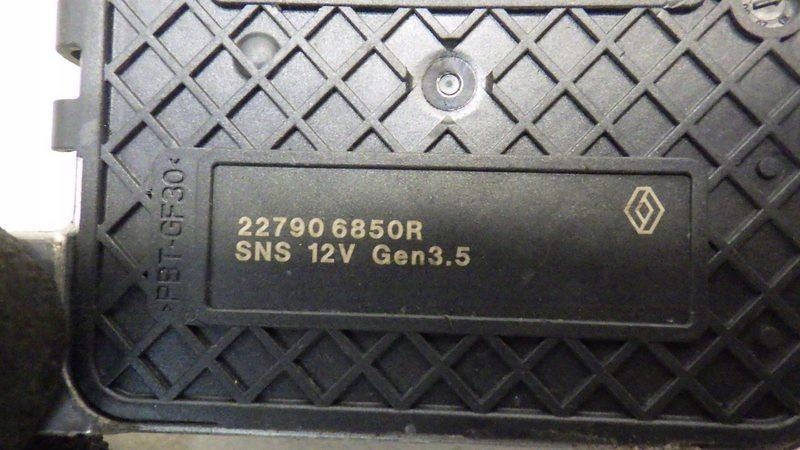 22790 6850R
SNS 12V Gen3.5
>PBT-GF30<